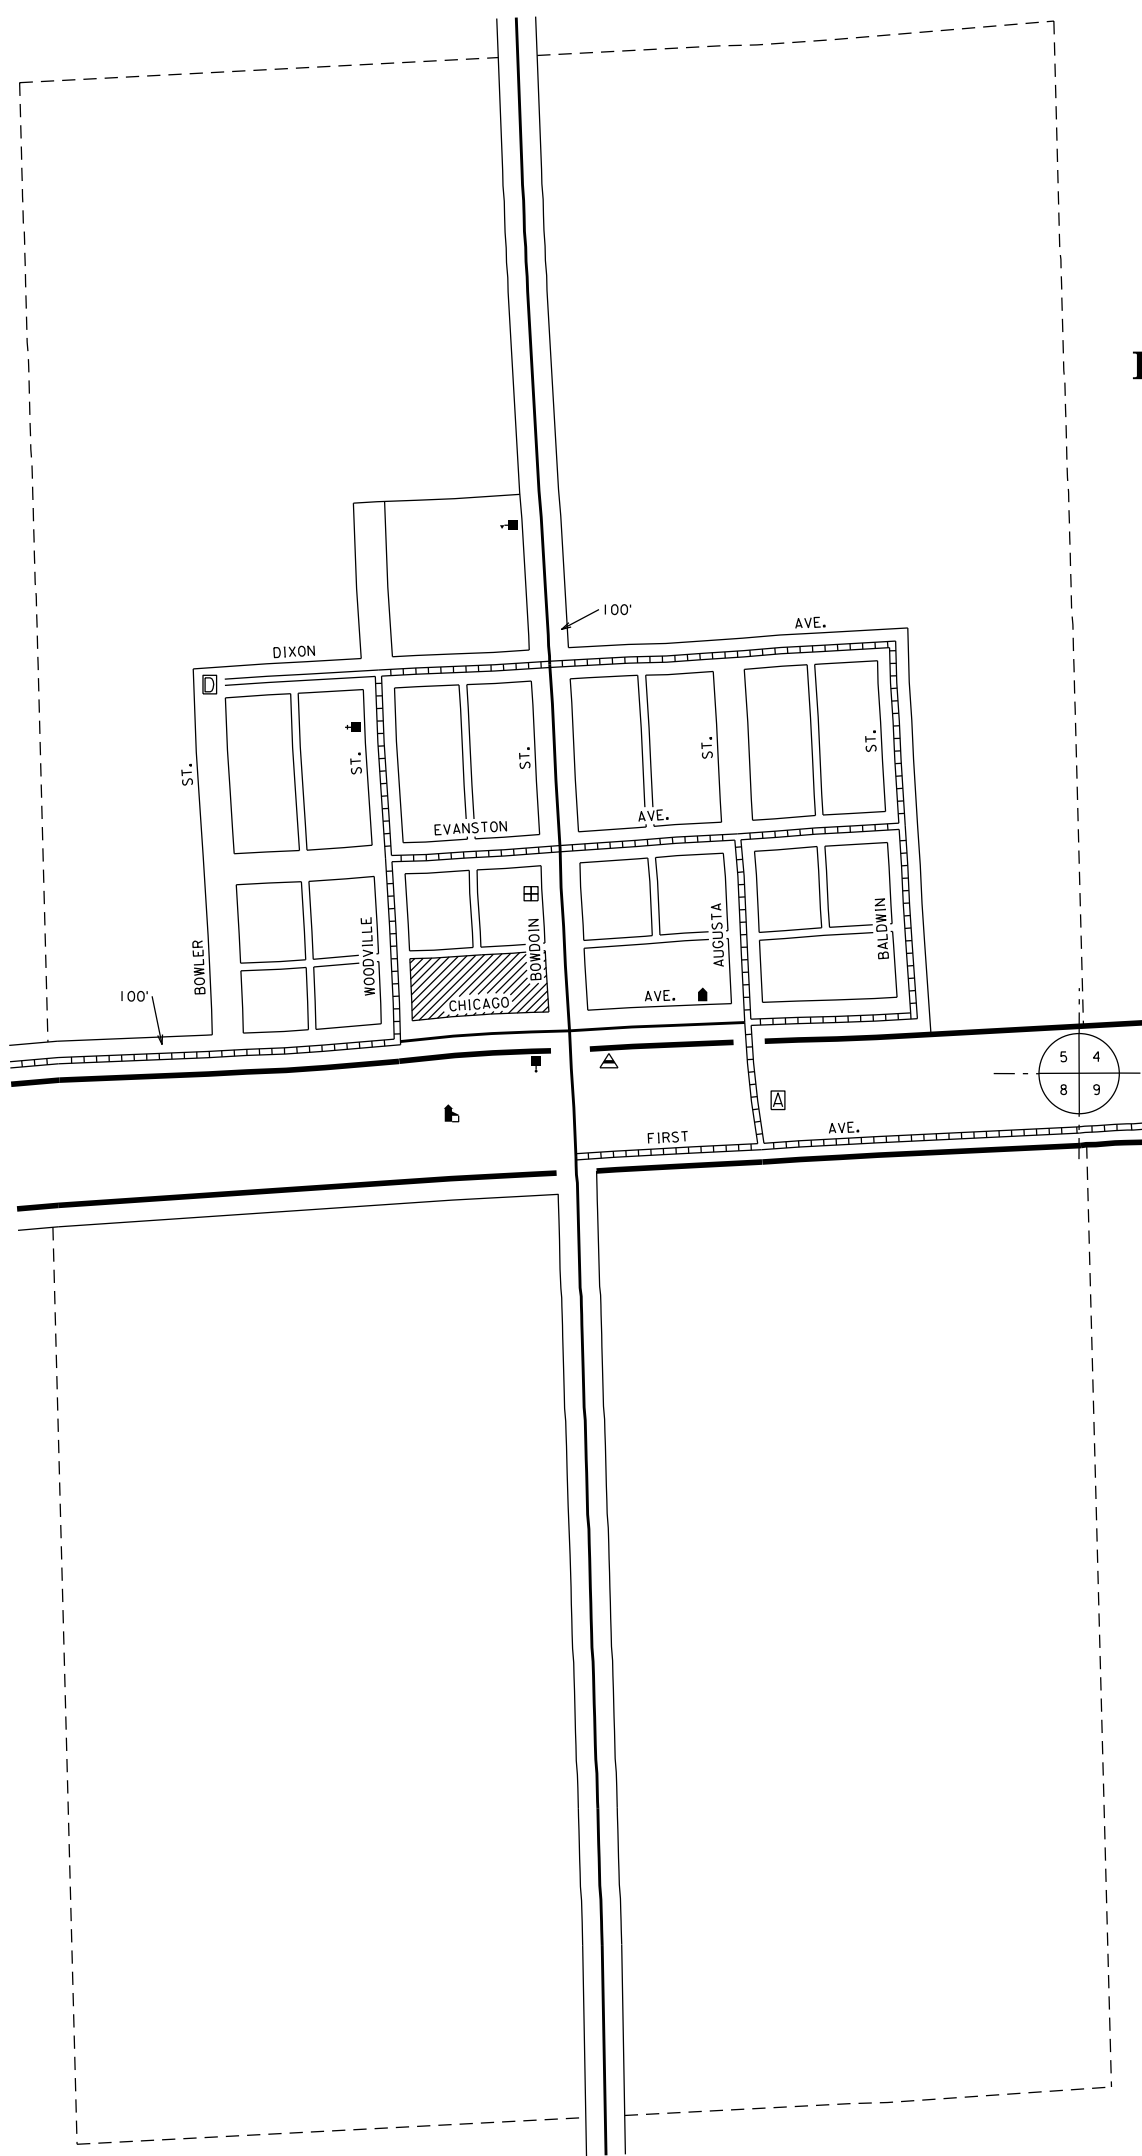 100'
AVE.
DIXON
D
ST.
ST.
ST.
ST.
ST.
EVANSTON
AVE.
BOWLER
WOODVILLE
BOWDOIN
AUGUSTA
BALDWIN
100'
CHICAGO
AVE.
5 4
8 9
A
FIRST
AVE.